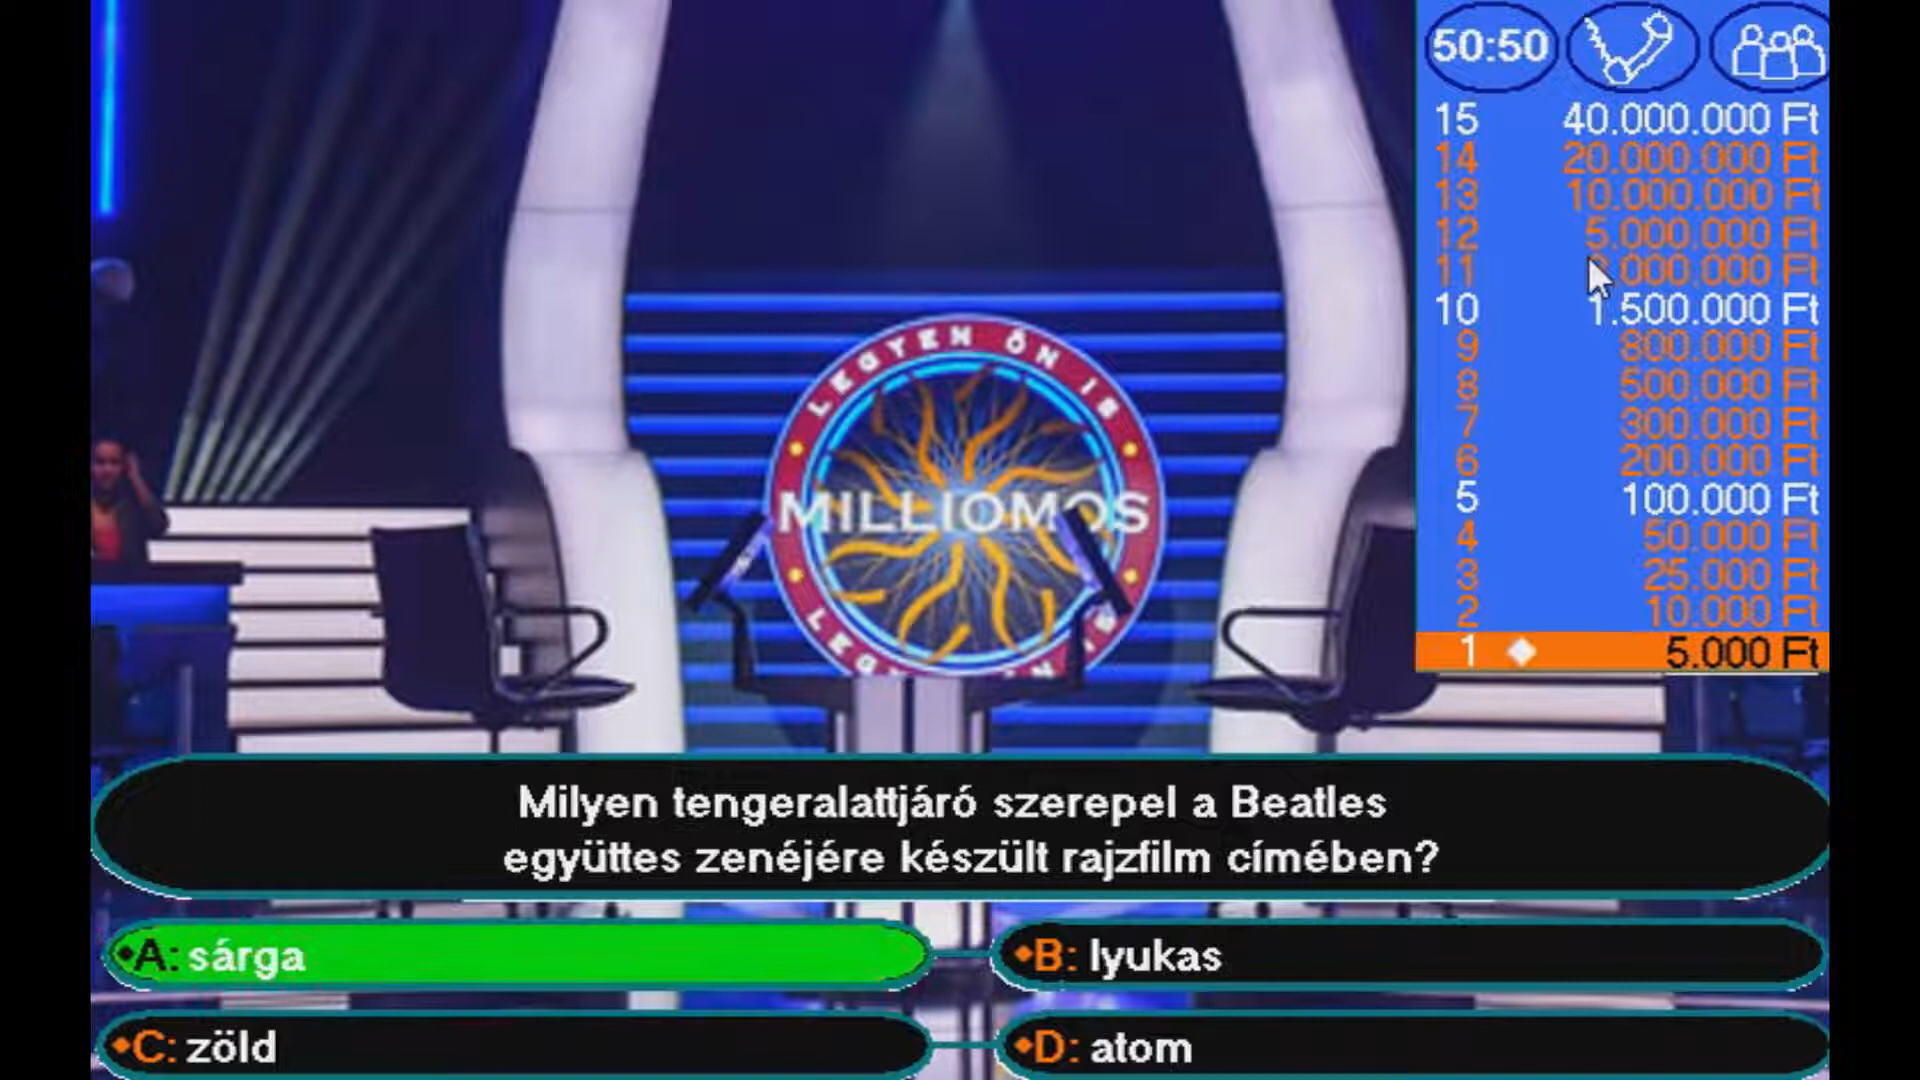 50:50
15 40.000.000 Ft
14 20.000.000 Ft
13 10.000.000 Ft
12 5.000.000 Ft
11 .000.000 Ft
10 1.500.000 Ft
9 800.000 Ft
8 500.000 Ft
7 300.000 Ft
6 200.000 Ft
5 100.000 Ft
4 50.000 Ft
3 25.000 Ft
2 10.000 Ft
1 5.000 Ft
LEGYEN ÖN IS
MILLIOMOS
Milyen tengeralattjáró szerepel a Beatles
együttes zenéjére készült rajzfilm címében?
A: sárga
B: lyukas
C: zöld
D: atom